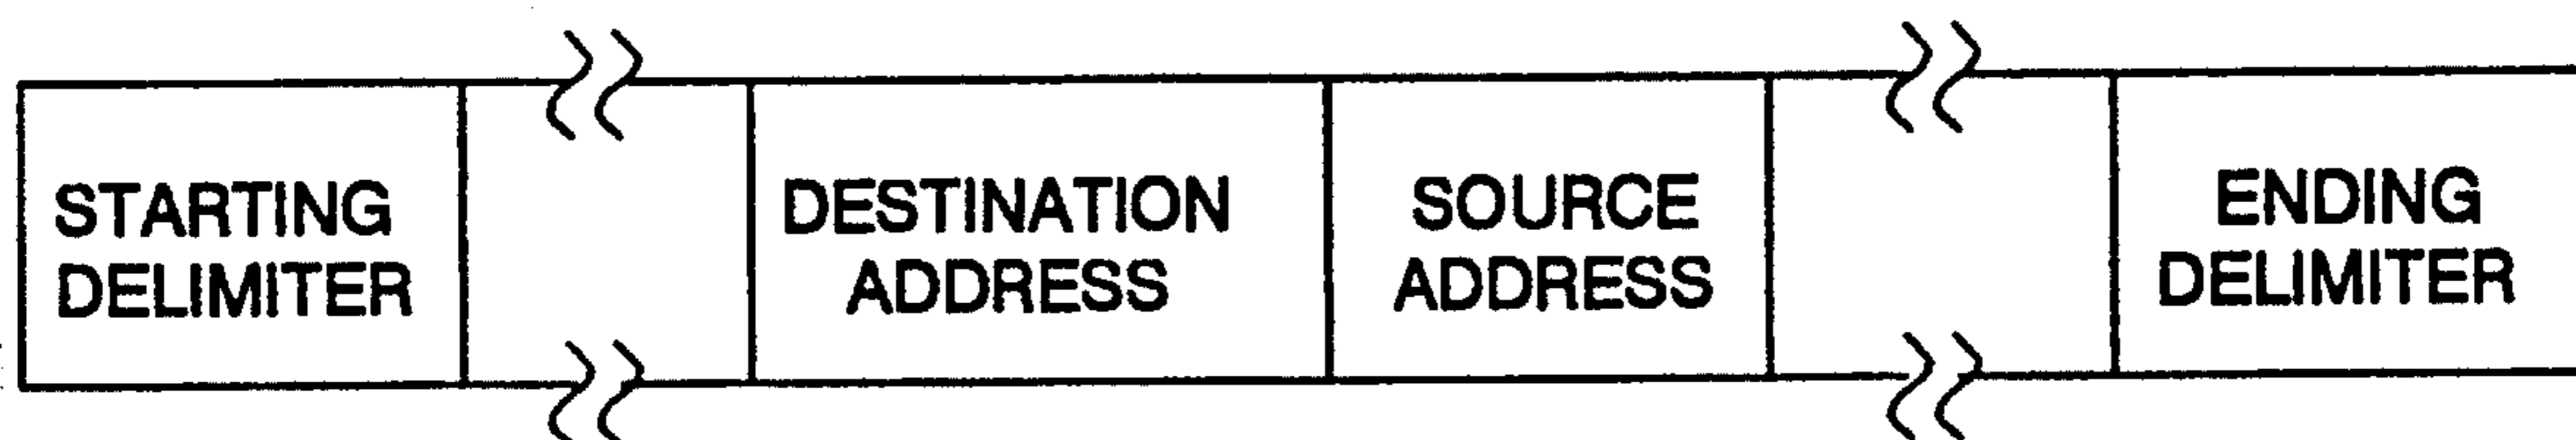 STARTING
DELIMITER
DESTINATION
ADDRESS
SOURCE
ADDRESS
ENDING
DELIMITER